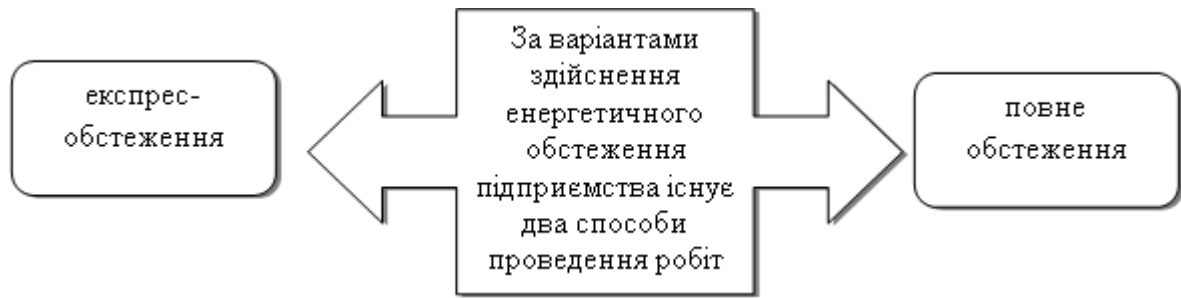 експрес-
обстеження
За варіантами
здійснення
енергетичного
обстеження
підприємства існує
два способи
проведення робіт
повне
обстеження